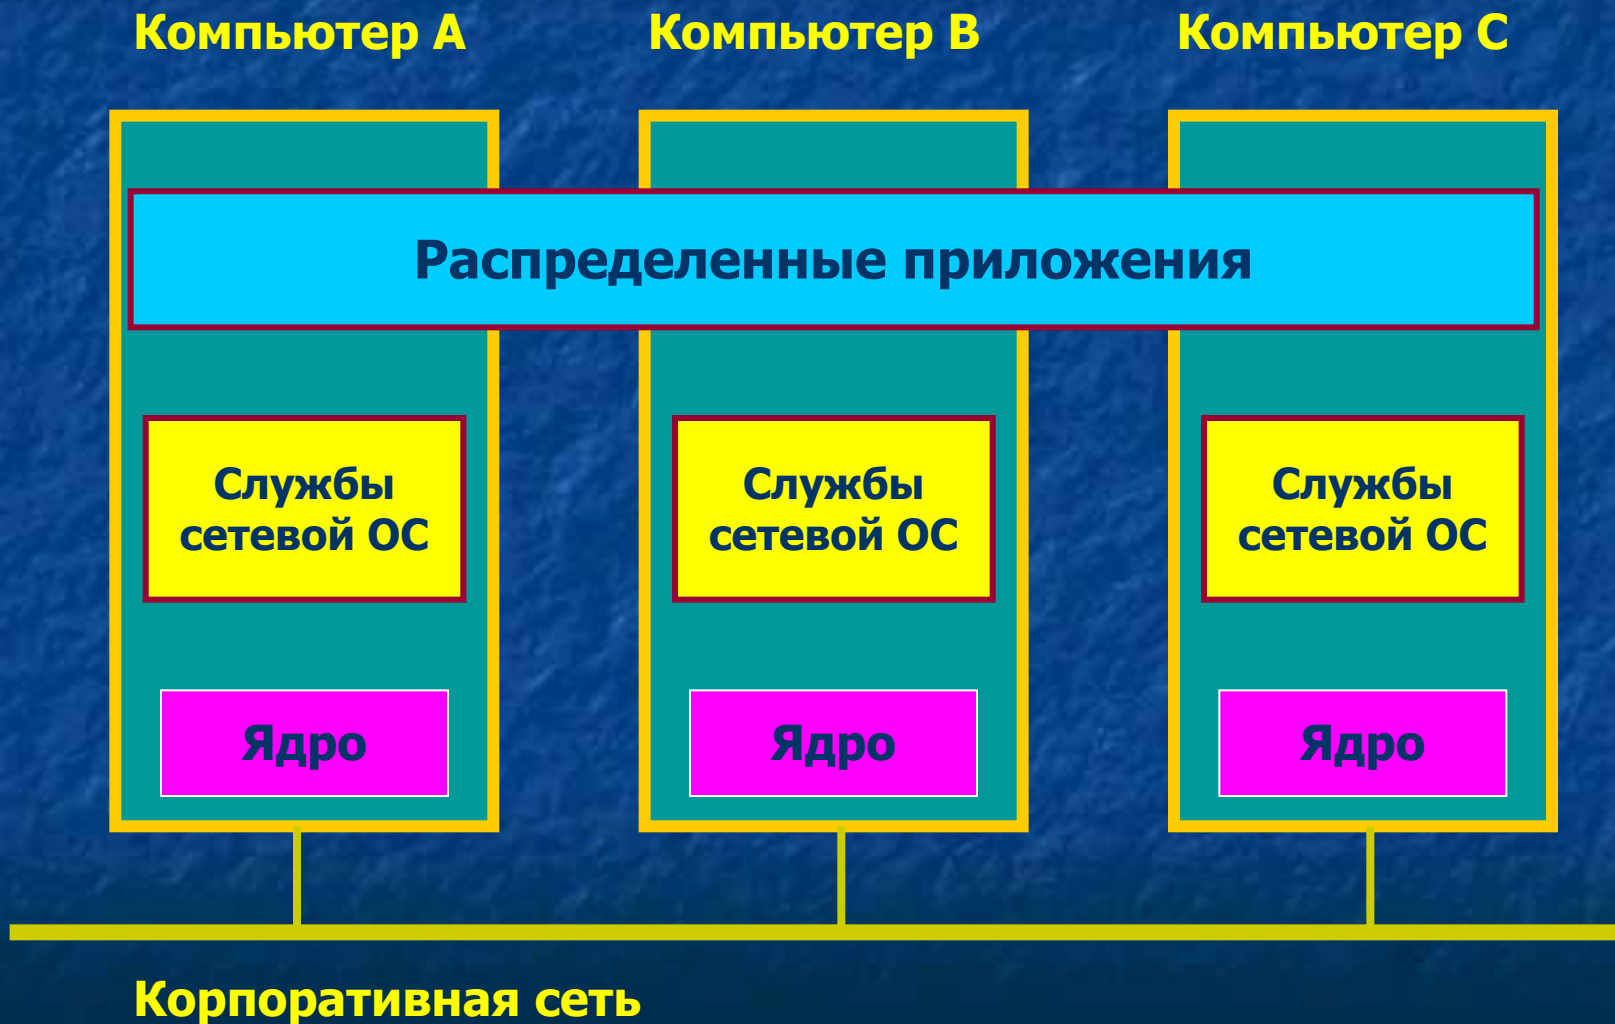 Компьютер A
Компьютер B
Компьютер C
Распределенные приложения
Службы
сетевой ОС
Службы
сетевой ОС
Службы
сетевой ОС
Ядро
Ядро
Ядро
Корпоративная сеть